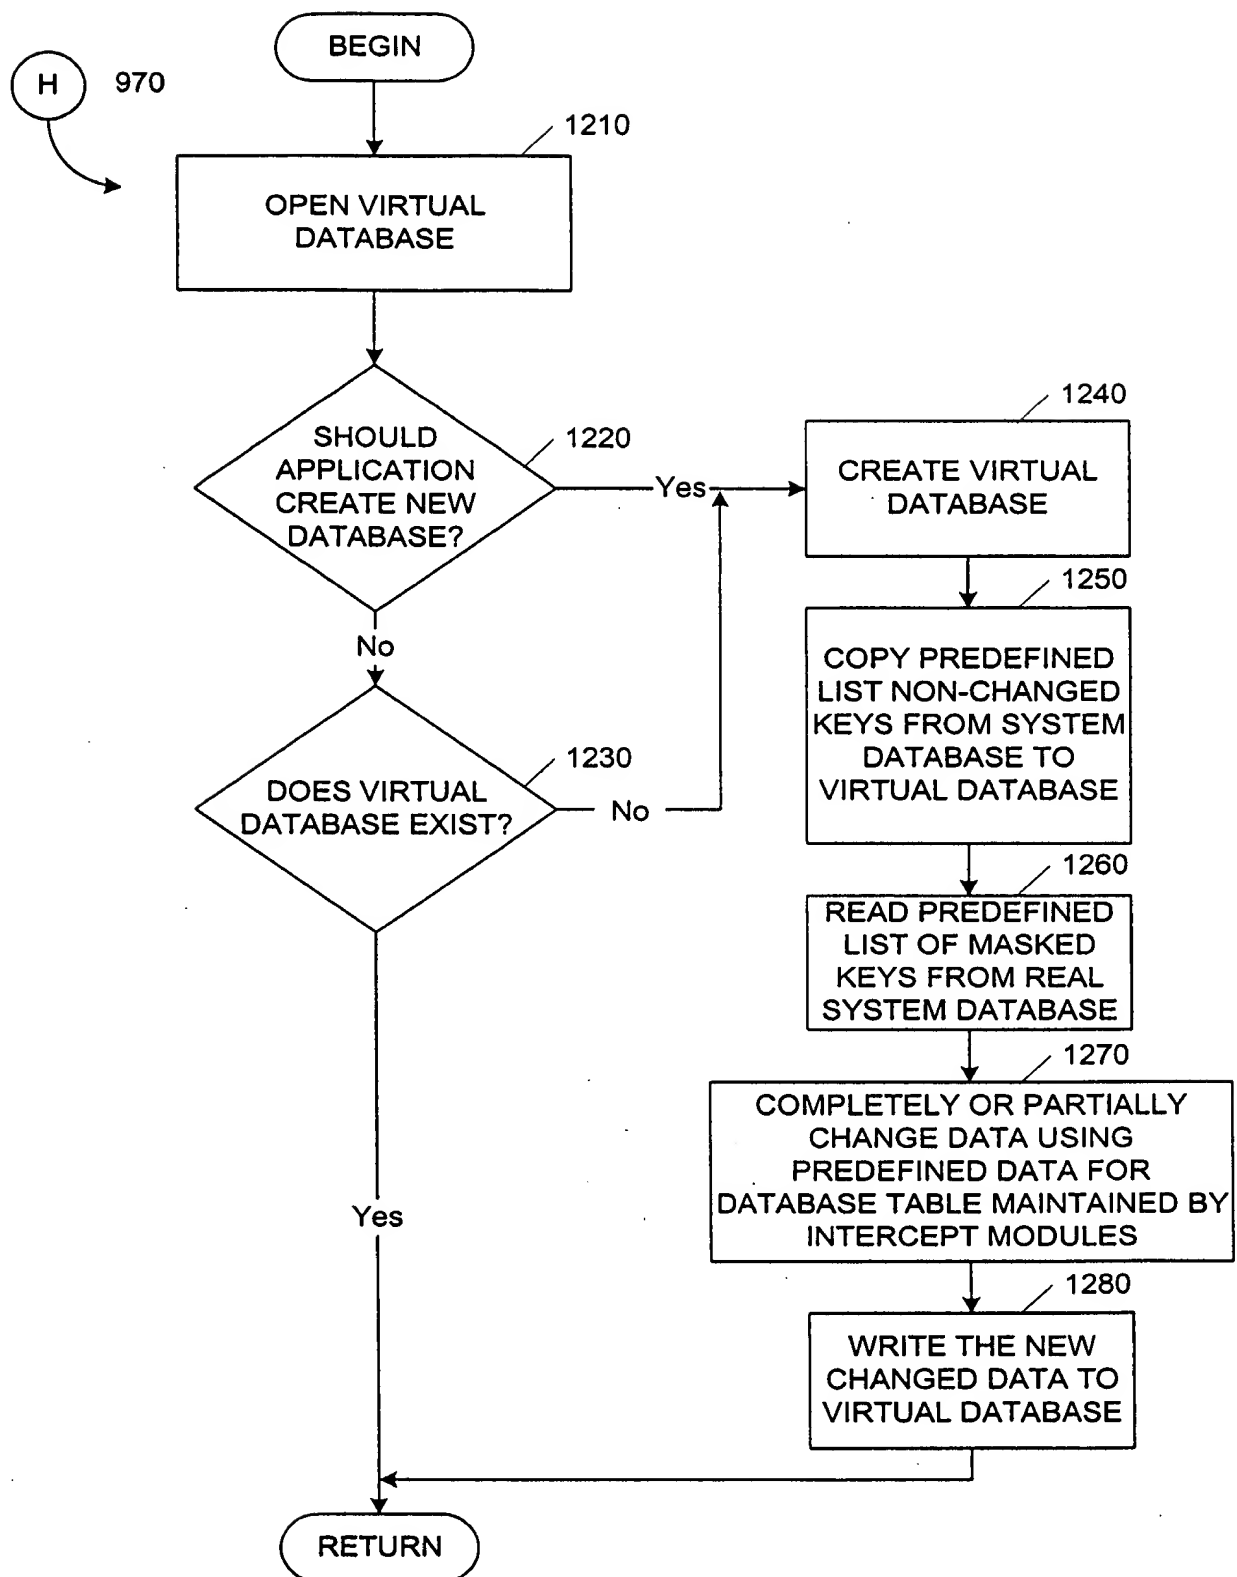 BEGIN
H
970
1210
OPEN VIRTUAL
DATABASE
1220
SHOULD
APPLICATION
CREATE NEW
DATABASE?
Yes
No
1230
DOES VIRTUAL
DATABASE EXIST?
No
Yes
1240
CREATE VIRTUAL
DATABASE
1250
COPY PREDEFINED
LIST NON-CHANGED
KEYS FROM SYSTEM
DATABASE TO
VIRTUAL DATABASE
1260
READ PREDEFINED
LIST OF MASKED
KEYS FROM REAL
SYSTEM DATABASE
1270
COMPLETELY OR PARTIALLY
CHANGE DATA USING
PREDEFINED DATA FOR
DATABASE TABLE MAINTAINED BY
INTERCEPT MODULES
1280
WRITE THE NEW
CHANGED DATA TO
VIRTUAL DATABASE
RETURN